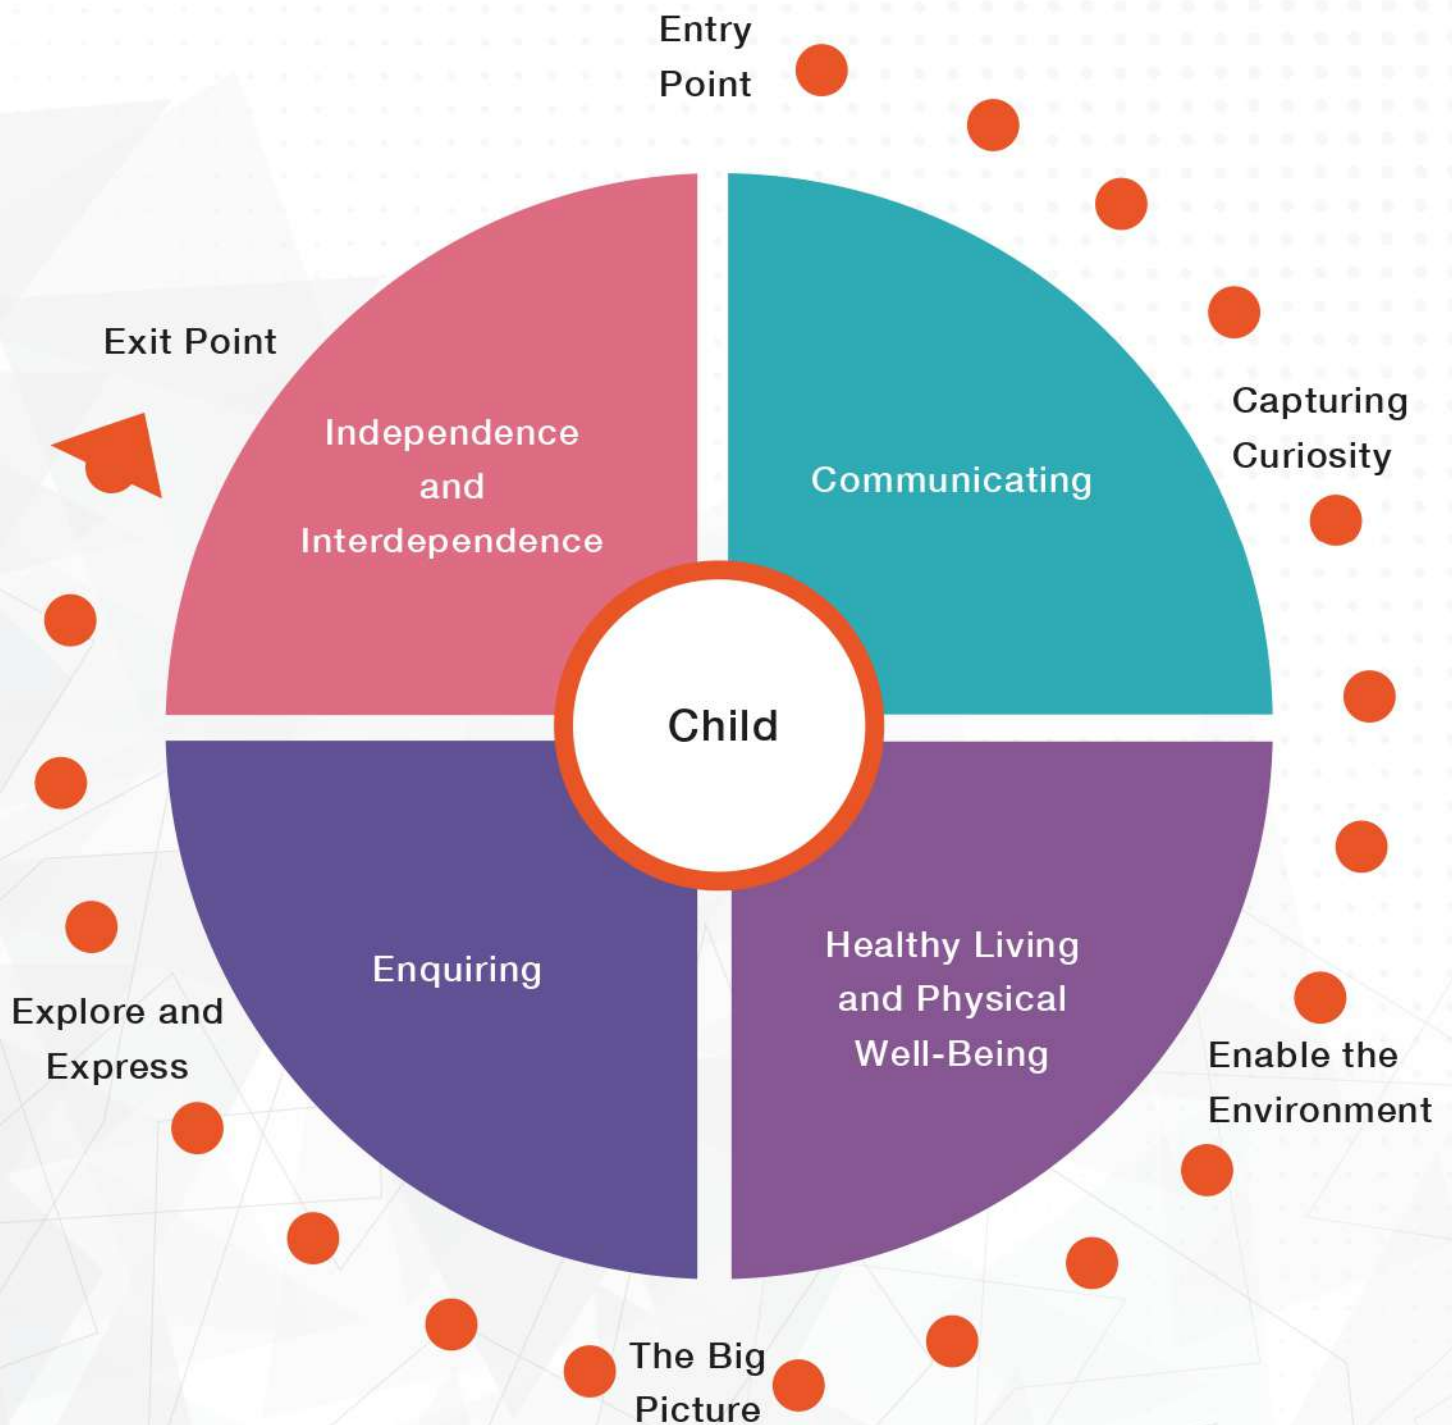 Entry
Point
Exit Point
Capturing
Curiosity
Independence
and
Interdependence
Communicating
Child
Enquiring
Healthy Living
and Physical
Well-Being
Explore and
Express
Enable the
Environment
The Big
Picture